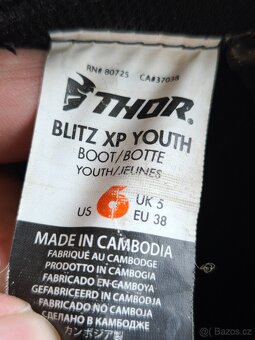 RN# 80725 CA#37038
THOR
BLITZ XP YOUTH
BOOT/BOTTE
YOUTH/JEUNES
US 6 UK 5
EU 38
MADE IN CAMBODIA
FABRIQUÉ AU CAMBODGE
PRODOTTO IN CAMBOGIA
FABRICADO EN CAMBOYA
GEFABRICEERD IN CAMBODJA
FABRICADO NO CAMBOJA
СДЕЛАНО В КАМБОДЖЕ
カンボジア製
bazos.cz